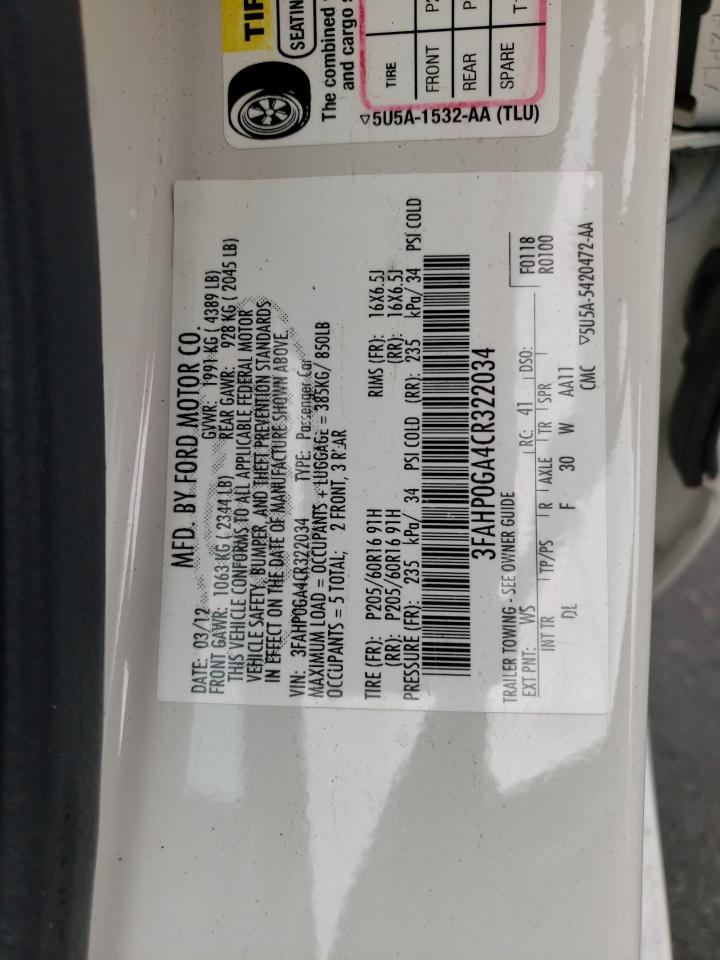 MFD. BY FORD MOTOR CO.
DATE: 03/12 GVWR: 1991 KG ( 4389 LB)
FRONT GAWR: 1063 KG ( 2344 LB) REAR GAWR: 928 KG ( 2045 LB)
THIS VEHICLE CONFORMS TO ALL APPLICABLE FEDERAL MOTOR
VEHICLE SAFETY, BUMPER, AND THEFT PREVENTION STANDARDS
IN EFFECT ON THE DATE OF MANUFACTURE SHOWN ABOVE.
VIN: 3FAHP0GA4CR322034 TYPE: Passenger Car
MAXIMUM LOAD = OCCUPANTS + LUGGAGE = 385KG/ 850LB
OCCUPANTS = 5 TOTAL; 2 FRONT, 3 R'AR
TIRE (FR): P205/60R16 91H RIMS (FR): 16X6.5J
(RR): P205/60R16 91H (RR): 16X6.5J
PRESSURE (FR): 235 kPa/ 34 PSI COLD (RR): 235 kPa/ 34 PSI COLD
3FAHP0GA4CR322034
TRAILER TOWING - SEE OWNER GUIDE
F0118
EXT PNT: WS RC: 41 DSO: R0100
INT TR TP/PS R AXLE TR SPR
DL F 30 W AA11
CMC ▽5U5A-5420472-AA
TIR
SEATIN
The combined
and cargo s
TIRE
FRONT P2
REAR P
SPARE T
▽5U5A-1532-AA (TLU)